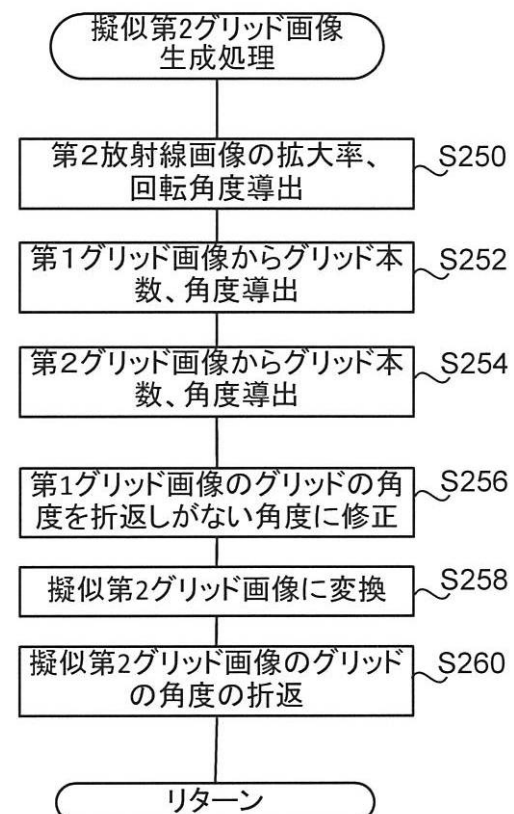 擬似第2グリッド画像
生成処理
第2放射線画像の拡大率、
回転角度導出
S250
第1グリッド画像からグリッド本
数、角度導出
S252
第2グリッド画像からグリッド本
数、角度導出
S254
第1グリッド画像のグリッドの角
度を折返しがない角度に修正
S256
擬似第2グリッド画像に変換
S258
擬似第2グリッド画像のグリッド
の角度の折返
S260
リターン